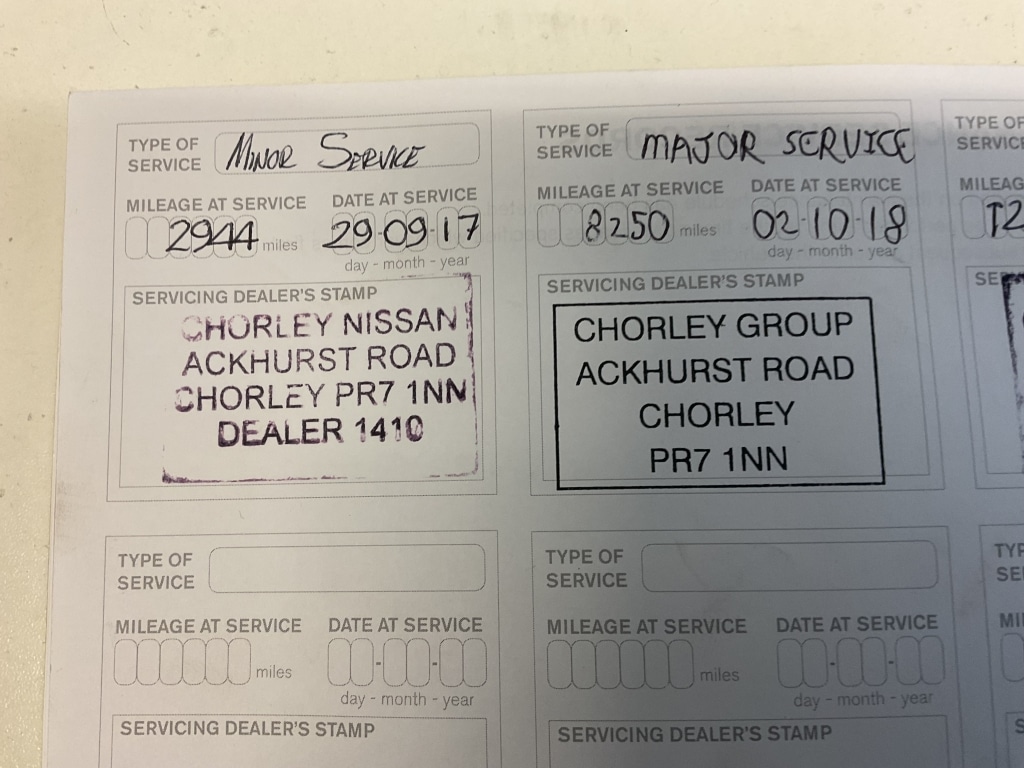 TYPE OF
SERVICE
Minor Service
MILEAGE AT SERVICE
DATE AT SERVICE
2944 miles
29-09-17
day - month - year
SERVICING DEALER'S STAMP
CHORLEY NISSAN
ACKHURST ROAD
CHORLEY PR7 1NN
DEALER 1410
TYPE OF
SERVICE
MAJOR SERVICE
MILEAGE AT SERVICE
DATE AT SERVICE
8250 miles
02-10-18
day - month - year
SERVICING DEALER'S STAMP
CHORLEY GROUP
ACKHURST ROAD
CHORLEY
PR7 1NN
TYPE OF
SERVICE
TYPE OF
SERVICE
MILEAGE AT SERVICE
DATE AT SERVICE
miles
day - month - year
SERVICING DEALER'S STAMP
TYPE OF
SERVICE
MILEAGE AT SERVICE
DATE AT SERVICE
miles
day - month - year
SERVICING DEALER'S STAMP